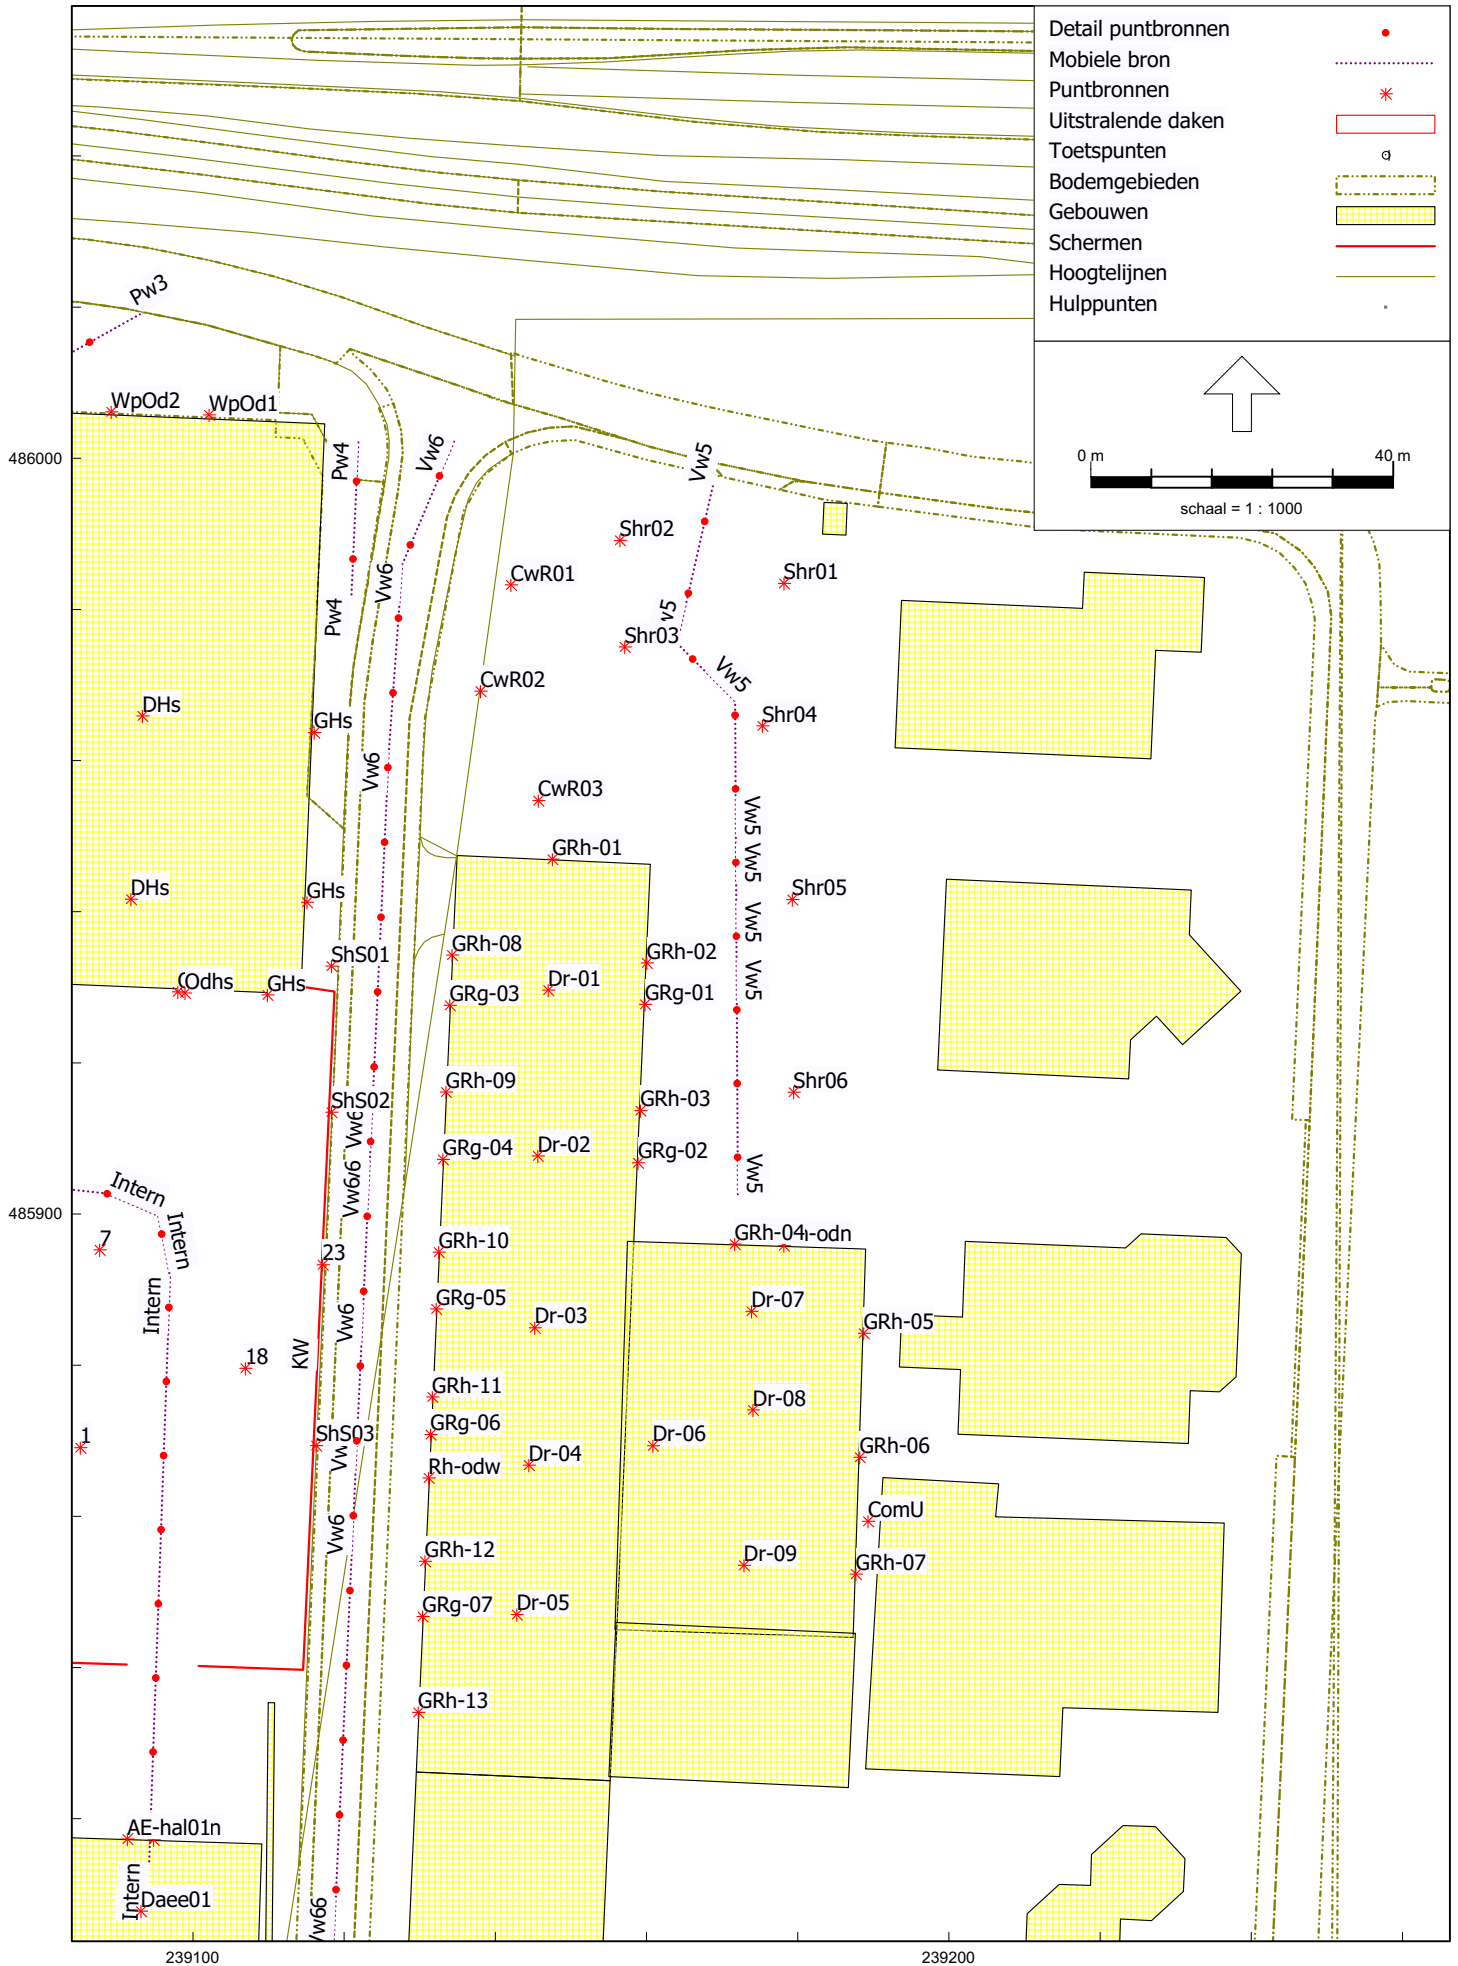 Detail puntbronnen
Mobiele bron
Puntbronnen
Uitstralende daken
Toetspunten
Bodemgebieden
Gebouwen
Schermen
Hoogtelijnen
Hulppunten
0 m 40 m
schaal = 1 : 1000
Pw3
WpOd2 WpOd1
Pw4 Vw6 Vw5
486000
Shr02
CwR01 Shr01
Vw6
Pw4 v5
Shr03
Vw5
CwR02
DHs Shr04
GHs
Vw6
CwR03
Vw5
GRh-01
Vw5
DHs GHs Shr05
Vw5
GRh-08 GRh-02
ShS01
Odhs GHs Dr-01 Vw5
GRg-03 GRg-01
GRh-09 Shr06
ShS02 GRh-03
Vw6
GRg-04 Dr-02 GRg-02
Vw5
Intern Vw6
485900
7 Intern GRh-10 GRh-04 -odn
23
Intern GRg-05 Dr-03 Dr-07
Vw6 GRh-05
KW
18
GRh-11 Dr-08
1 ShS03 GRg-06 Dr-06
Vw Dr-04 GRh-06
Rh-odw
Vw6 ComU
GRh-12 Dr-09 GRh-07
GRg-07 Dr-05
GRh-13
AE-hal01n
Intern
Daee01
Vw66
239100 239200